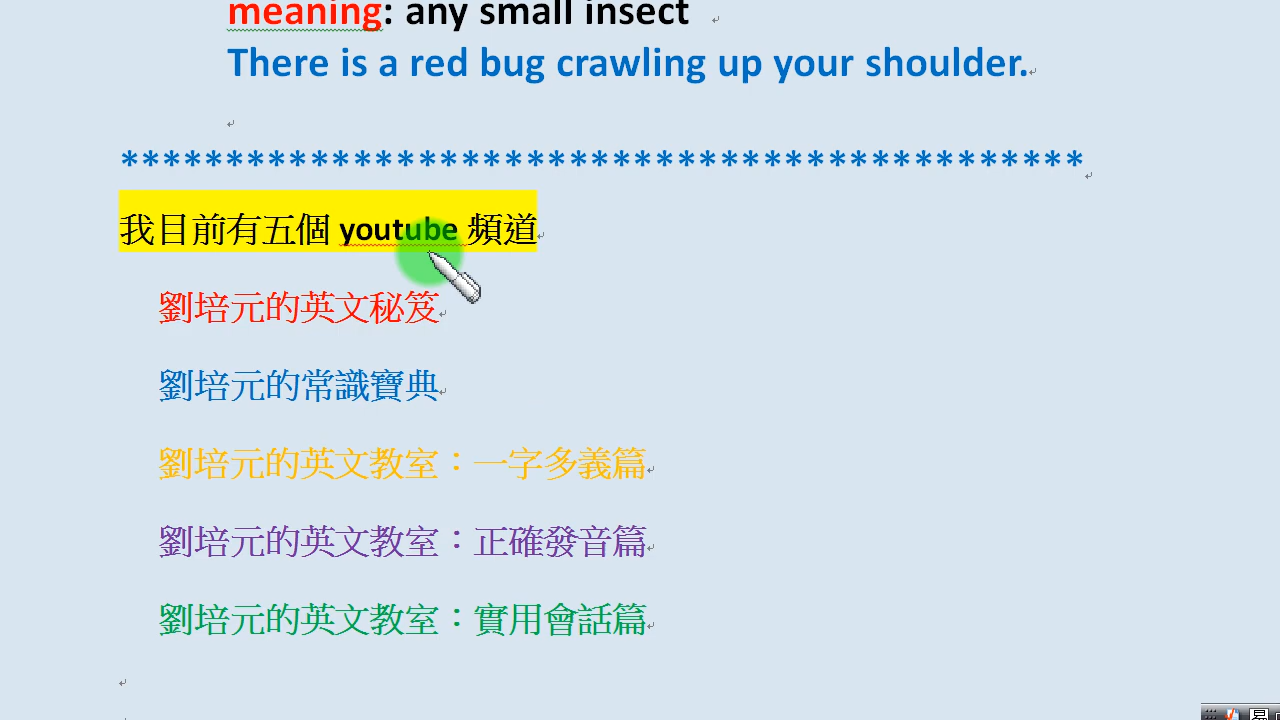 meaning: any small insect
There is a red bug crawling up your shoulder.
*********************************************
我目前有五個 youtube 頻道
劉培元的英文秘笈
劉培元的常識寶典
劉培元的英文教室：一字多義篇
劉培元的英文教室：正確發音篇
劉培元的英文教室：實用會話篇